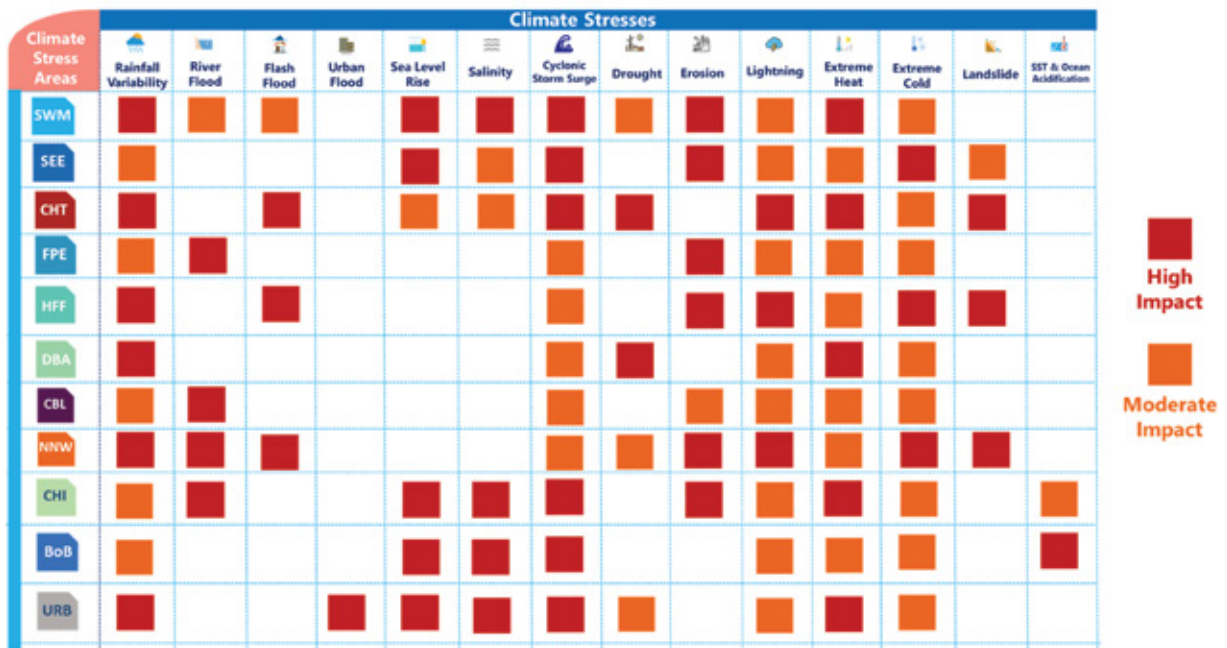 Climate Stresses
Climate
Stress
Areas
Rainfall
Variability
River
Flood
Flash
Flood
Urban
Flood
Sea Level
Rise
Salinity
Cyclonic
Storm Surge
Drought
Erosion
Lightning
Extreme
Heat
Extreme
Cold
Landslide
SST & Ocean
Acidification
SWM
SEE
CHT
FPE
HFF
DBA
CBL
NNW
CHI
BoB
URB
High
Impact
Moderate
Impact